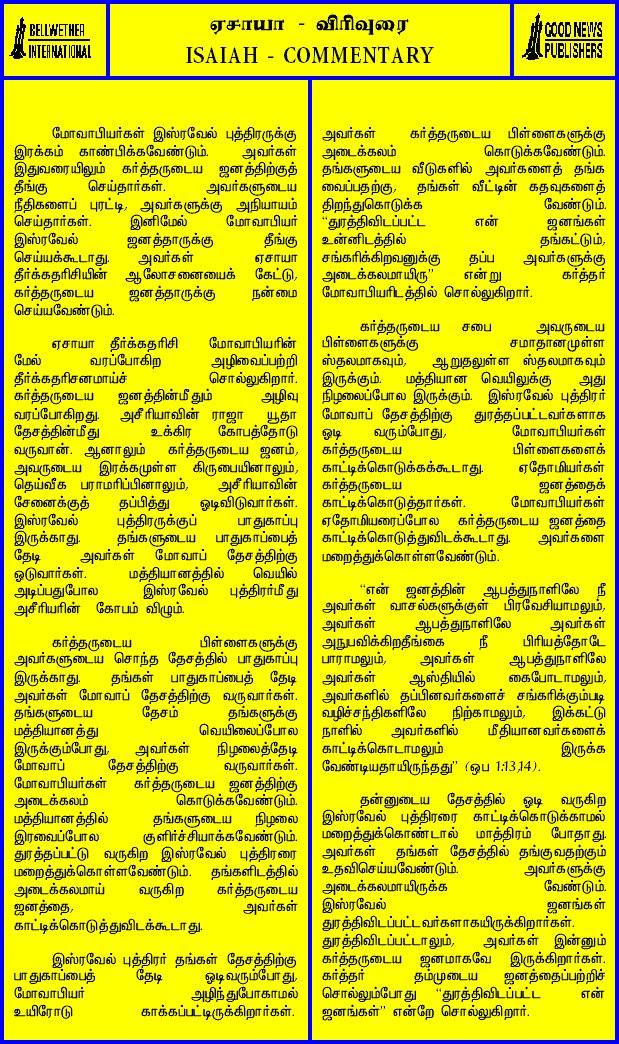 BELLWETHER
INTERNATIONAL
ஏசாயா - விரிவுரை
ISAIAH - COMMENTARY
GOOD NEWS
PUBLISHERS
மோவாபியர்கள் இஸ்ரவேல் புத்திரருக்கு
இரக்கம் காண்பிக்கவேண்டும். அவர்கள்
இதுவரையிலும் கர்த்தருடைய ஜனத்திற்குத்
தீங்கு செய்தார்கள். அவர்களுடைய
நீதிகளைப் புரட்டி, அவர்களுக்கு அநியாயம்
செய்தார்கள். இனிமேல் மோவாபியர்
இஸ்ரவேல் ஜனத்தாருக்கு தீங்கு
செய்யக்கூடாது. அவர்கள் ஏசாயா
தீர்க்கதரிசியின் ஆலோசனையைக் கேட்டு,
கர்த்தருடைய ஜனத்தாருக்கு நன்மை
செய்யவேண்டும்.
ஏசாயா தீர்க்கதரிசி மோவாபியரின்
மேல் வரப்போகிற அழிவைப்பற்றி
தீர்க்கதரிசனமாய்ச் சொல்லுகிறார்.
கர்த்தருடைய ஜனத்தின்மீதும் அழிவு
வரப்போகிறது. அசீரியாவின் ராஜா யூதா
தேசத்தின்மீது உக்கிர கோபத்தோடு
வருவான். ஆனாலும் கர்த்தருடைய ஜனம்,
அவருடைய இரக்கமுள்ள கிருபையினாலும்,
தெய்வீக பராமரிப்பினாலும், அசீரியாவின்
சேனைக்குத் தப்பித்து ஓடிவிடுவார்கள்.
இஸ்ரவேல் புத்திரருக்குப் பாதுகாப்பு
இருக்காது. தங்களுடைய பாதுகாப்பைத்
தேடி அவர்கள் மோவாப் தேசத்திற்கு
ஓடுவார்கள். மத்தியானத்தில் வெயில்
அடிப்பதுபோல இஸ்ரவேல் புத்திரர்மீது
அசீரியரின் கோபம் விழும்.
கர்த்தருடைய பிள்ளைகளுக்கு
அவர்களுடைய சொந்த தேசத்தில் பாதுகாப்பு
இருக்காது. தங்கள் பாதுகாப்பைத் தேடி
அவர்கள் மோவாப் தேசத்திற்கு வருவார்கள்.
தங்களுடைய தேசம் தங்களுக்கு
மத்தியானத்து வெயிலைப்போல
இருக்கும்போது, அவர்கள் நிழலைத்தேடி
மோவாப் தேசத்திற்கு வருவார்கள்.
மோவாபியர்கள் கர்த்தருடைய ஜனத்திற்கு
அடைக்கலம் கொடுக்கவேண்டும்.
மத்தியானத்தில் தங்களுடைய நிழலை
இரவைப்போல குளிர்ச்சியாக்கவேண்டும்.
துரத்தப்பட்டு வருகிற இஸ்ரவேல் புத்திரரை
மறைத்துக்கொள்ளவேண்டும். தங்களிடத்தில்
அடைக்கலமாய் வருகிற கர்த்தருடைய
ஜனத்தை, அவர்கள்
காட்டிக்கொடுத்துவிடக்கூடாது.
இஸ்ரவேல் புத்திரர் தங்கள் தேசத்திற்கு
பாதுகாப்பைத் தேடி ஓடிவரும்போது,
மோவாபியர் அழிந்துபோகாமல்
உயிரோடு காக்கப்பட்டிருக்கிறார்கள்.
அவர்கள் கர்த்தருடைய பிள்ளைகளுக்கு
அடைக்கலம் கொடுக்கவேண்டும்.
தங்களுடைய வீடுகளில் அவர்களைத் தங்க
வைப்பதற்கு, தங்கள் வீட்டின் கதவுகளைத்
திறந்துகொடுக்க வேண்டும்.
“துரத்திவிடப்பட்ட என் ஜனங்கள்
உன்னிடத்தில் தங்கட்டும்,
சங்கரிக்கிறவனுக்கு தப்ப அவர்களுக்கு
அடைக்கலமாயிரு” என்று கர்த்தர்
மோவாபியரிடத்தில் சொல்லுகிறார்.
கர்த்தருடைய சபை அவருடைய
பிள்ளைகளுக்கு சமாதானமுள்ள
ஸ்தலமாகவும், ஆறுதலுள்ள ஸ்தலமாகவும்
இருக்கும். மத்தியான வெயிலுக்கு அது
நிழலைப்போல இருக்கும். இஸ்ரவேல் புத்திரர்
மோவாப் தேசத்திற்கு துரத்தப்பட்டவர்களாக
ஓடி வரும்போது, மோவாபியர்கள்
கர்த்தருடைய பிள்ளைகளைக்
காட்டிக்கொடுக்கக்கூடாது. ஏதோமியர்கள்
கர்த்தருடைய ஜனத்தைக்
காட்டிக்கொடுத்தார்கள். மோவாபியர்கள்
ஏதோமியரைப்போல கர்த்தருடைய ஜனத்தை
காட்டிக்கொடுத்துவிடக்கூடாது. அவர்களை
மறைத்துக்கொள்ளவேண்டும்.
“என் ஜனத்தின் ஆபத்துநாளிலே நீ
அவர்கள் வாசல்களுக்குள் பிரவேசியாமலும்,
அவர்கள் ஆபத்துநாளிலே அவர்கள்
அநுபவிக்கிறதீங்கை நீ பிரியத்தோடே
பாராமலும், அவர்கள் ஆபத்துநாளிலே
அவர்கள் ஆஸ்தியில் கைபோடாமலும்,
அவர்களில் தப்பினவர்களைச் சங்கரிக்கும்படி
வழிச்சந்திகளிலே நிற்காமலும், இக்கட்டு
நாளில் அவர்களில் மீதியானவர்களைக்
காட்டிக்கொடாமலும் இருக்க
வேண்டியதாயிருந்தது” (ஒப 1:13,14).
தன்னுடைய தேசத்தில் ஓடி வருகிற
இஸ்ரவேல் புத்திரரை காட்டிக்கொடுக்காமல்
மறைத்துக்கொண்டால் மாத்திரம் போதாது.
அவர்கள் தங்கள் தேசத்தில் தங்குவதற்கும்
உதவிசெய்யவேண்டும். அவர்களுக்கு
அடைக்கலமாயிருக்க வேண்டும்.
இஸ்ரவேல் ஜனங்கள்
துரத்திவிடப்பட்டவர்களாகயிருக்கிறார்கள்.
துரத்திவிடப்பட்டாலும், அவர்கள் இன்னும்
கர்த்தருடைய ஜனமாகவே இருக்கிறார்கள்.
கர்த்தர் தம்முடைய ஜனத்தைப்பற்றிச்
சொல்லும்போது “துரத்திவிடப்பட்ட என்
ஜனங்கள்” என்றே சொல்லுகிறார்.